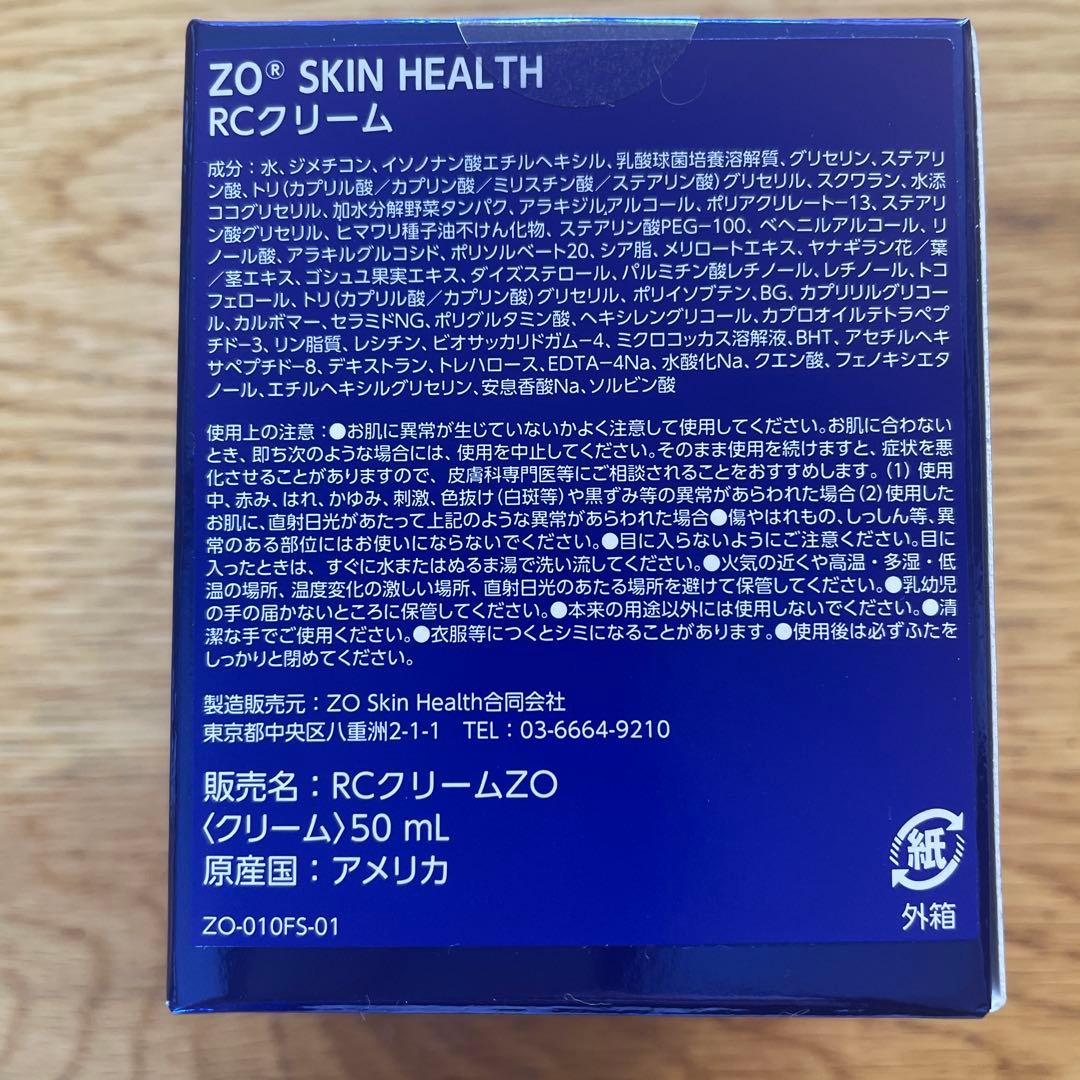 ZO® SKIN HEALTH
RCクリーム
成分：水、ジメチコン、イソノナン酸エチルヘキシル、乳酸球菌培養溶解質、グリセリン、ステアリ
ン酸、トリ（カプリル酸／カプリン酸／ミリスチン酸／ステアリン酸）グリセリル、スクワラン、水添
ココグリセリル、加水分解野菜タンパク、アラキジルアルコール、ポリアクリレート−13、ステアリ
ン酸グリセリル、ヒマワリ種子油不けん化物、ステアリン酸PEG−100、ベヘニルアルコール、リ
ノール酸、アラキルグルコシド、ポリソルベート20、シア脂、メリロートエキス、ヤナギラン花／葉
／茎エキス、ゴシュユ果実エキス、ダイズステロール、パルミチン酸レチノール、レチノール、トコ
フェロール、トリ（カプリル酸／カプリン酸）グリセリル、ポリイソブテン、BG、カプリリルグリコー
ル、カルボマー、セラミドNG、ポリグルタミン酸、ヘキシレングリコール、カプロオイルテトラペプ
チド−3、リン脂質、レシチン、ビオサッカリドガム−4、ミクロコッカス溶解液、BHT、アセチルヘキ
サペプチド−8、デキストラン、トレハロース、EDTA−4Na、水酸化Na、クエン酸、フェノキシエタ
ノール、エチルヘキシルグリセリン、安息香酸Na、ソルビン酸
使用上の注意：●お肌に異常が生じていないかよく注意して使用してください。お肌に合わない
とき、即ち次のような場合には、使用を中止してください。そのまま使用を続けますと、症状を悪
化させることがありますので、皮膚科専門医等にご相談されることをおすすめします。（1）使用
中、赤み、はれ、かゆみ、刺激、色抜け（白斑等）や黒ずみ等の異常があらわれた場合（2）使用した
お肌に、直射日光があたって上記のような異常があらわれた場合●傷やはれもの、しっしん等、異
常のある部位にはお使いにならないでください。●目に入らないようにご注意ください。目に
入ったときは、すぐに水またはぬるま湯で洗い流してください。●火気の近くや高温・多湿・低
温の場所、温度変化の激しい場所、直射日光のあたる場所を避けて保管してください。●乳幼児
の手の届かないところに保管してください。●本来の用途以外には使用しないでください。●清
潔な手でご使用ください。●衣服等につくとシミになることがあります。●使用後は必ずふたを
しっかりと閉めてください。
製造販売元：ZO Skin Health合同会社
東京都中央区八重洲2-1-1　TEL：03-6664-9210
販売名：RCクリームZO
〈クリーム〉50 mL
原産国：アメリカ
紙
外箱
ZO-010FS-01